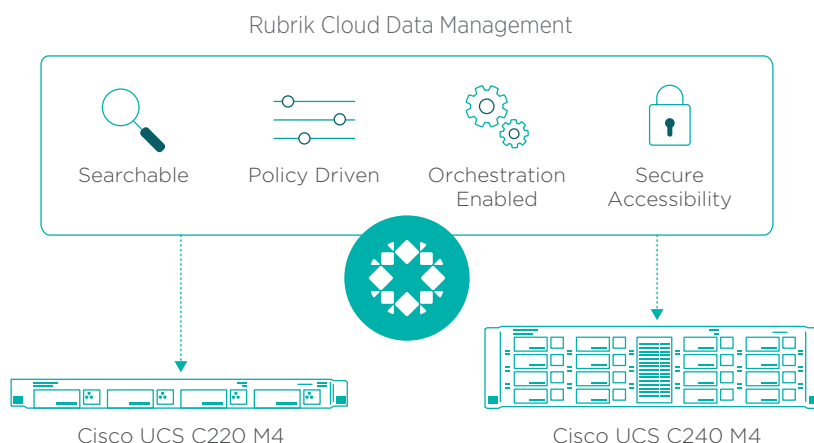 Rubrik Cloud Data Management
Searchable
Policy Driven
Orchestration
Enabled
Secure
Accessibility
Cisco UCS C220 M4
Cisco UCS C240 M4